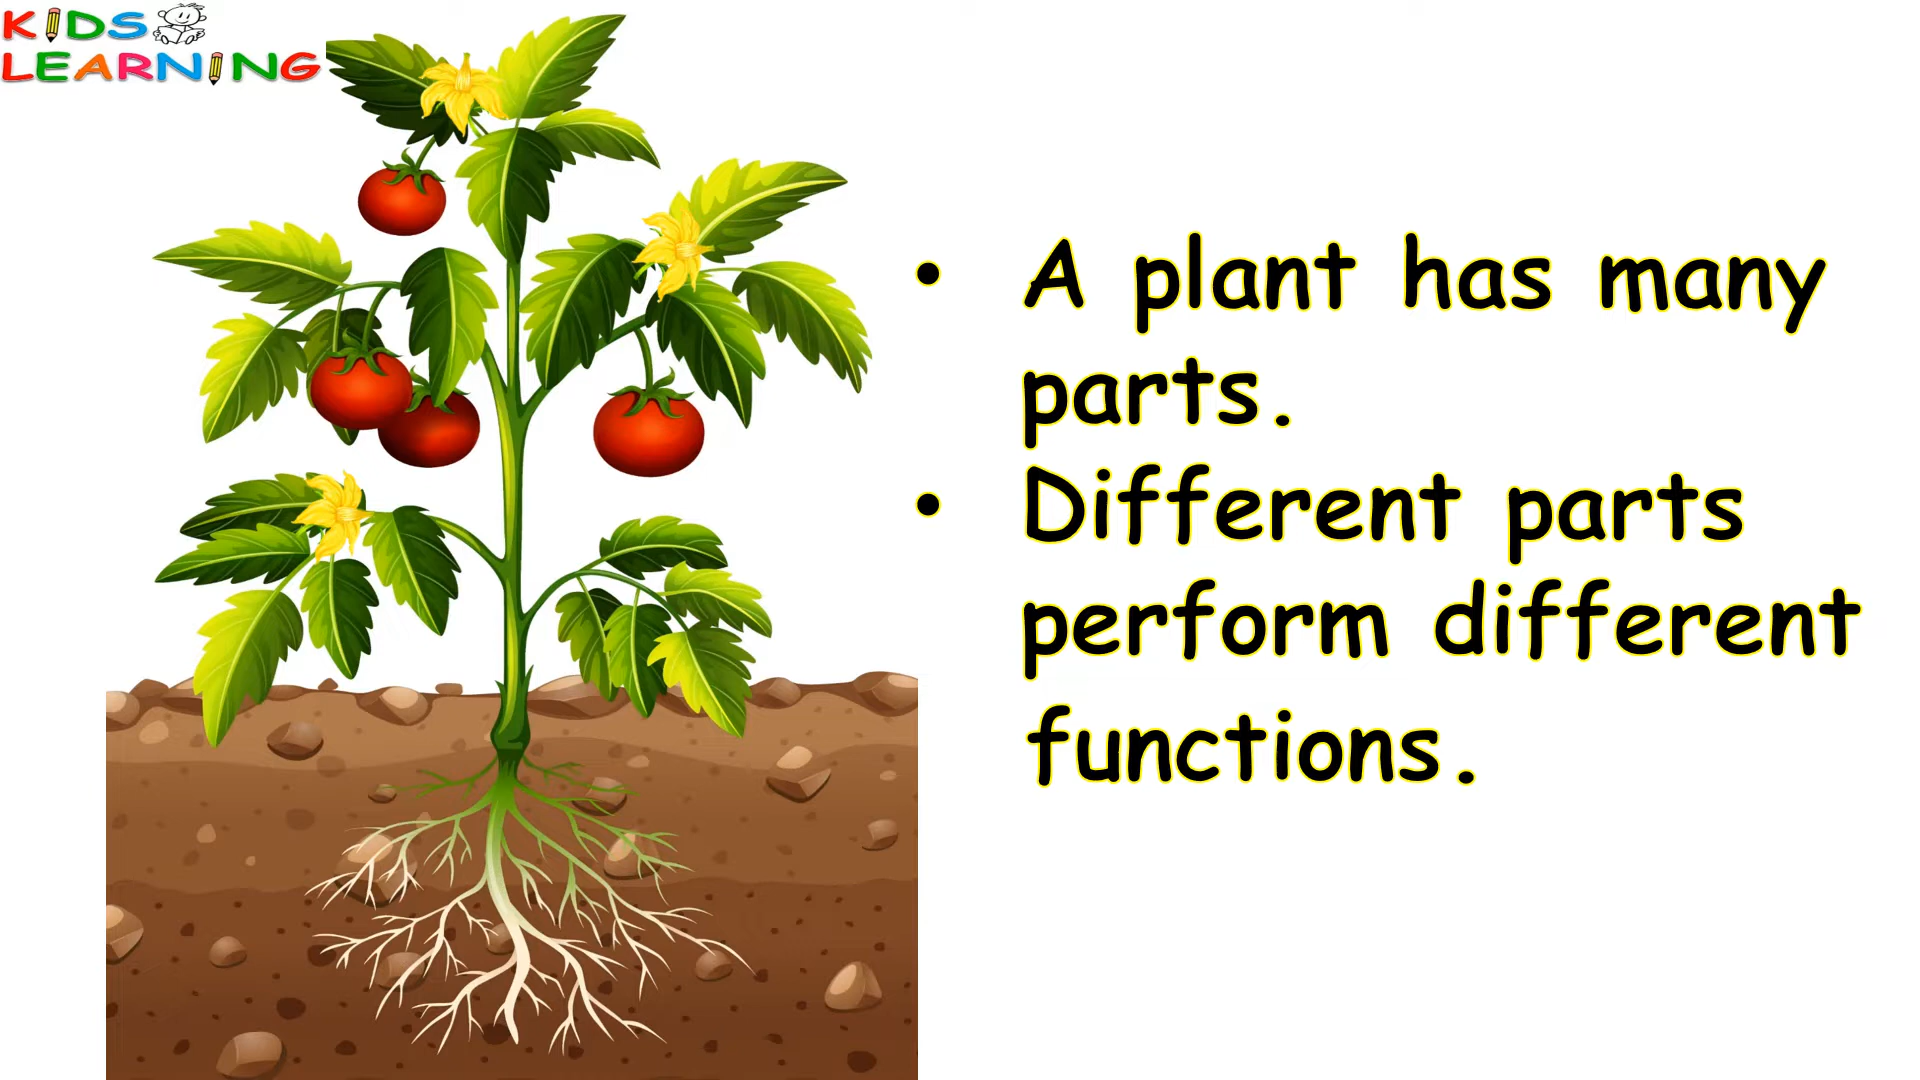 KIDS
LEARNING
• A plant has many
parts.
• Different parts
perform different
functions.